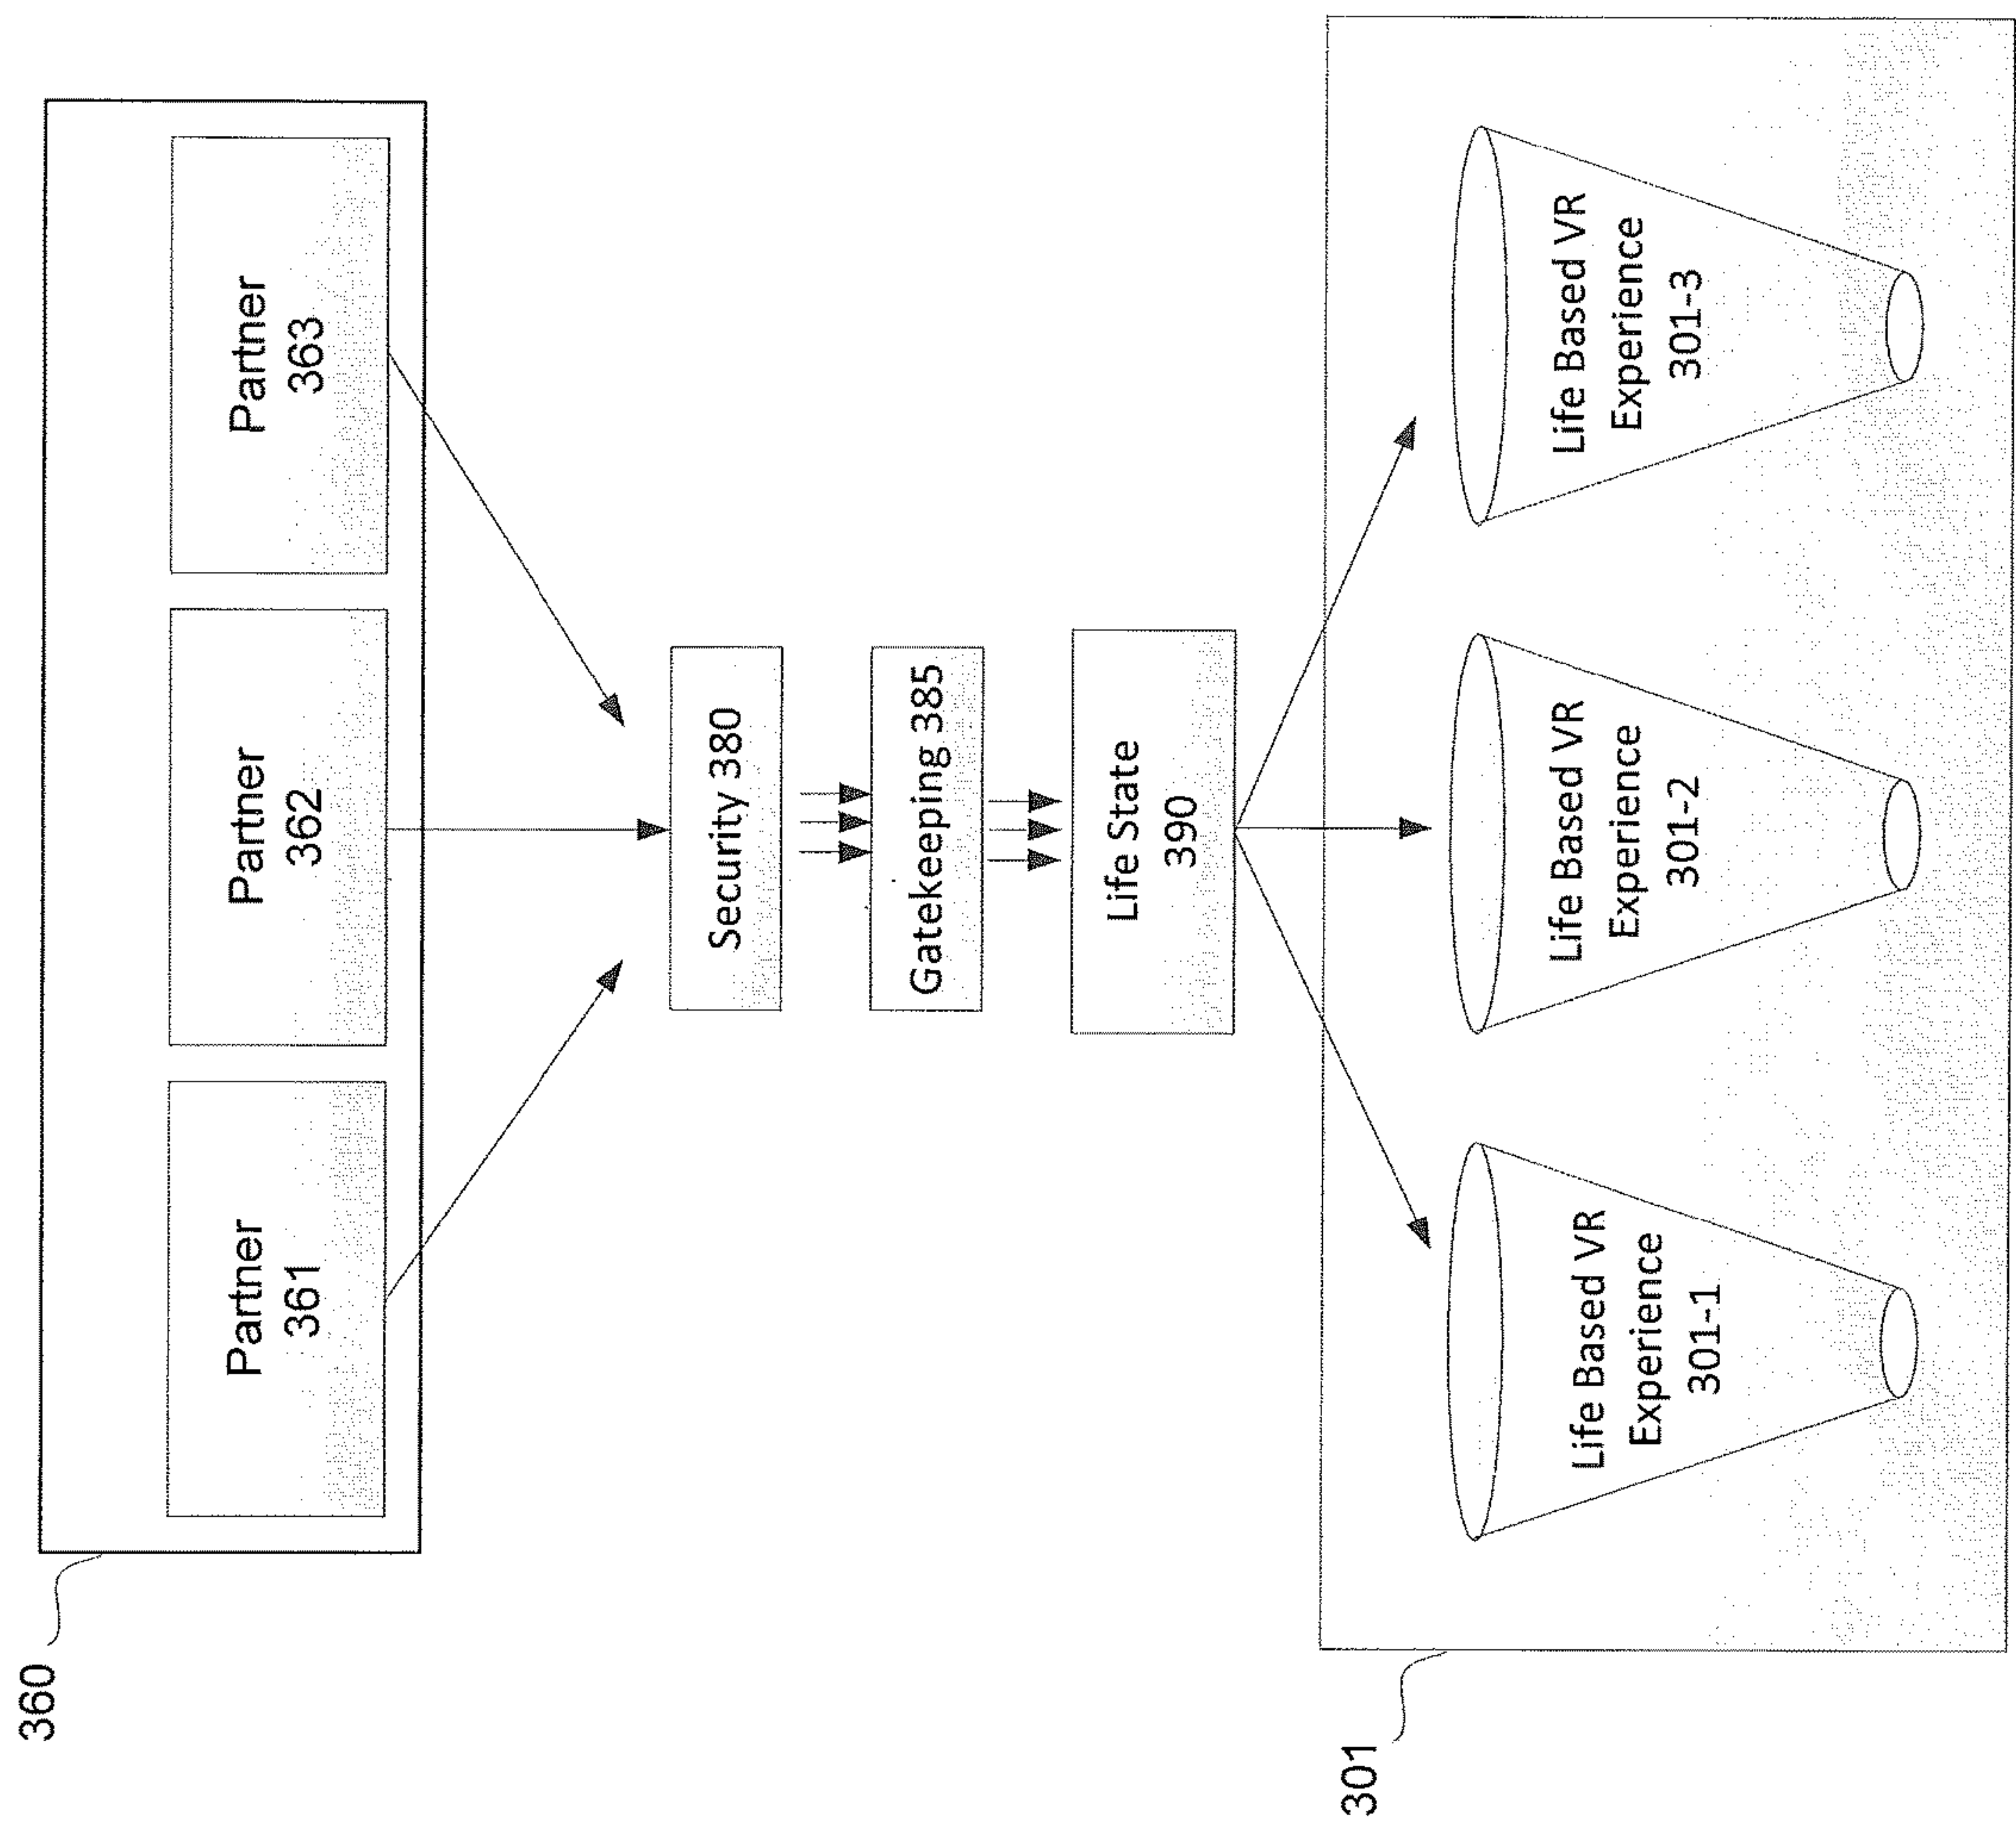 360
Partner
361
Partner
362
Partner
363
Security 380
Gatekeeping 385
Life State
390
301
Life Based VR
Experience
301-1
Life Based VR
Experience
301-2
Life Based VR
Experience
301-3